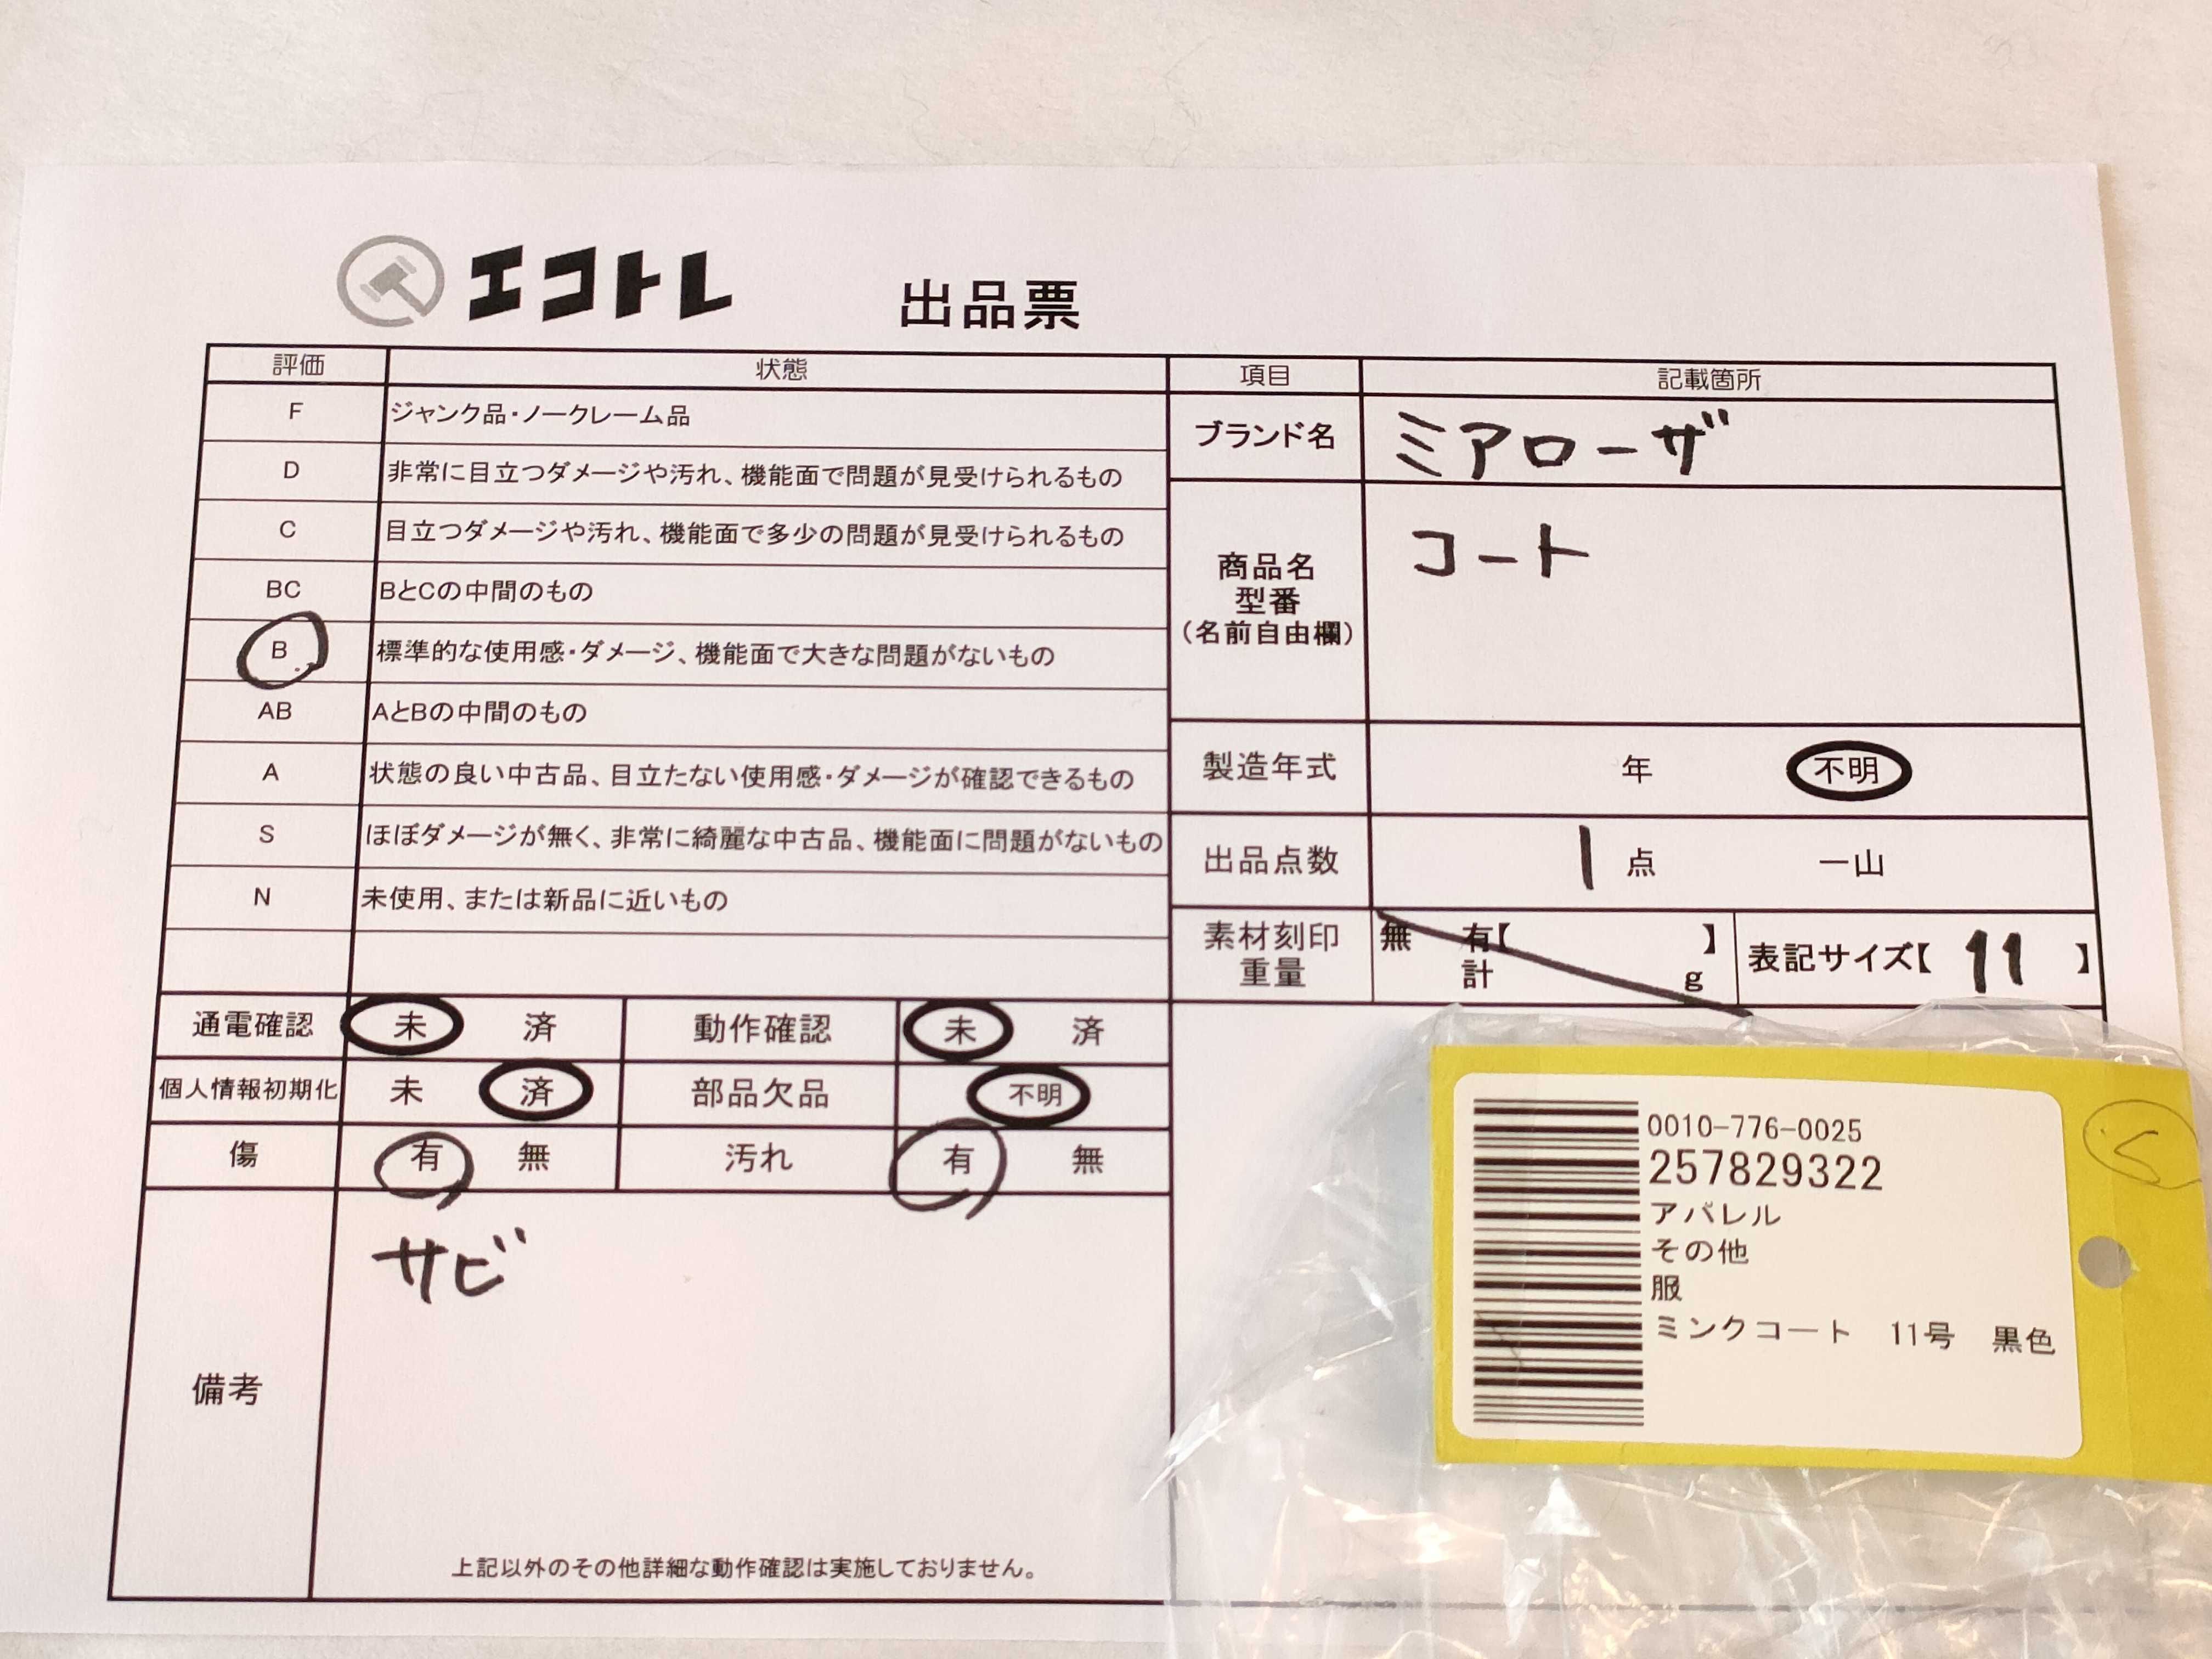 エコトレ 出品票
評価 状態
F ジャンク品・ノークレーム品
D 非常に目立つダメージや汚れ、機能面で問題が見受けられるもの
C 目立つダメージや汚れ、機能面で多少の問題が見受けられるもの
BC BとCの中間のもの
B 標準的な使用感・ダメージ、機能面で大きな問題がないもの
AB AとBの中間のもの
A 状態の良い中古品、目立たない使用感・ダメージが確認できるもの
S ほぼダメージが無く、非常に綺麗な中古品、機能面に問題がないもの
N 未使用、または新品に近いもの
項目 記載箇所
ブランド名 ミアローザ
商品名 コート
型番
（名前自由欄）
製造年式 年 不明
出品点数 1 点 一山
素材刻印 無 有【 】
重量 計 g
表記サイズ【 11 】
通電確認 未 済 動作確認 未 済
個人情報初期化 未 済 部品欠品 不明
傷 有 無 汚れ 有 無
備考 サビ
上記以外のその他詳細な動作確認は実施しておりません。
0010-776-0025
257829322
アパレル
その他
服
ミンクコート 11号 黒色